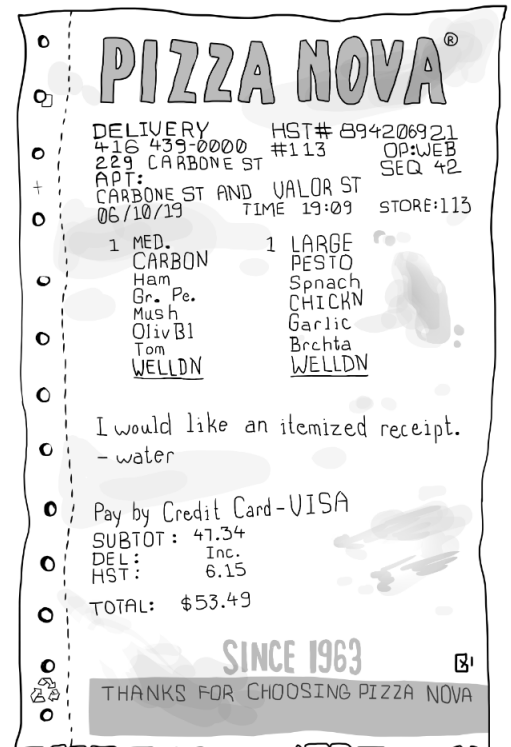 PIZZA NOVA®
DELIVERY HST# 894206921
416 439-0000 #113 OP:WEB
229 CARBONE ST SEQ 42
APT:
CARBONE ST AND VALOR ST
06/10/19 TIME 19:09 STORE:113
1 MED.
CARBON
Ham
Gr. Pe.
Mush
OlivBl
Tom
WELLDN
1 LARGE
PESTO
Spnach
CHICKN
Garlic
Brchta
WELLDN
I would like an itemized receipt.
- water
Pay by Credit Card-VISA
SUBTOT: 47.34
DEL: Inc.
HST: 6.15
TOTAL: $53.49
SINCE 1963
THANKS FOR CHOOSING PIZZA NOVA